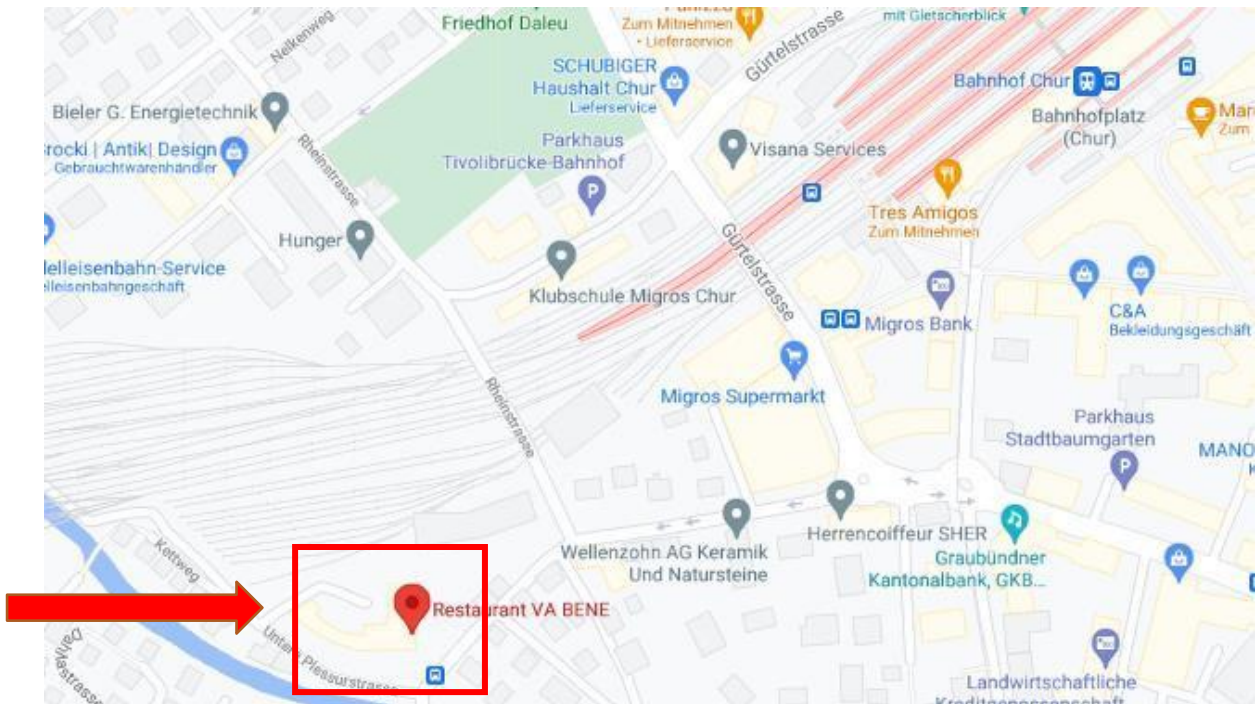 Friedhof Daleu
Zum Mitnehmen
- Lieferservice
Gürtelstrasse
mit Gletscherblick
Nelkenweg
SCHUBIGER
Haushalt Chur
Lieferservice
Bahnhof Chur
Bahnhofplatz
(Chur)
Zum
Bieler G. Energietechnik
Antik| Design
Gebrauchtwarenhändler
Rheinstrasse
Parkhaus
Tivolibrücke-Bahnhof
Visana Services
Tres Amigos
Zum Mitnehmen
Hunger
Gürtelstrasse
Klubschule Migros Chur
Migros Bank
C&A
Bekleidungsgeschäft
Migros Supermarkt
Rheinstrasse
Parkhaus
Stadtbaumgarten
Herrencoiffeur SHER
Wellenzohn AG Keramik
Und Natursteine
Graubündner
Kantonalbank, GKB...
Kettweg
Restaurant VA BENE
Untere Plessurstrasse
Landwirtschaftliche